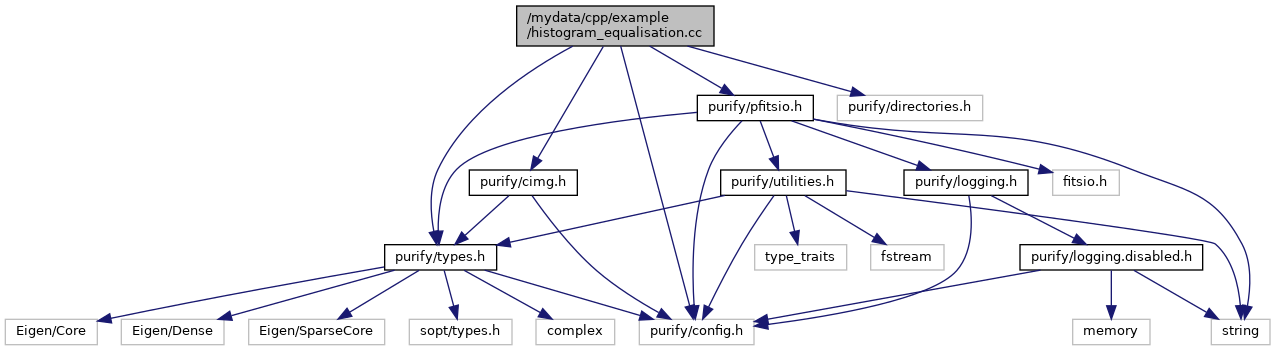 /mydata/cpp/example
/histogram_equalisation.cc
purify/pfitsio.h
purify/directories.h
purify/cimg.h
purify/utilities.h
purify/logging.h
fitsio.h
purify/types.h
type_traits
fstream
purify/logging.disabled.h
Eigen/Core
Eigen/Dense
Eigen/SparseCore
sopt/types.h
complex
purify/config.h
memory
string